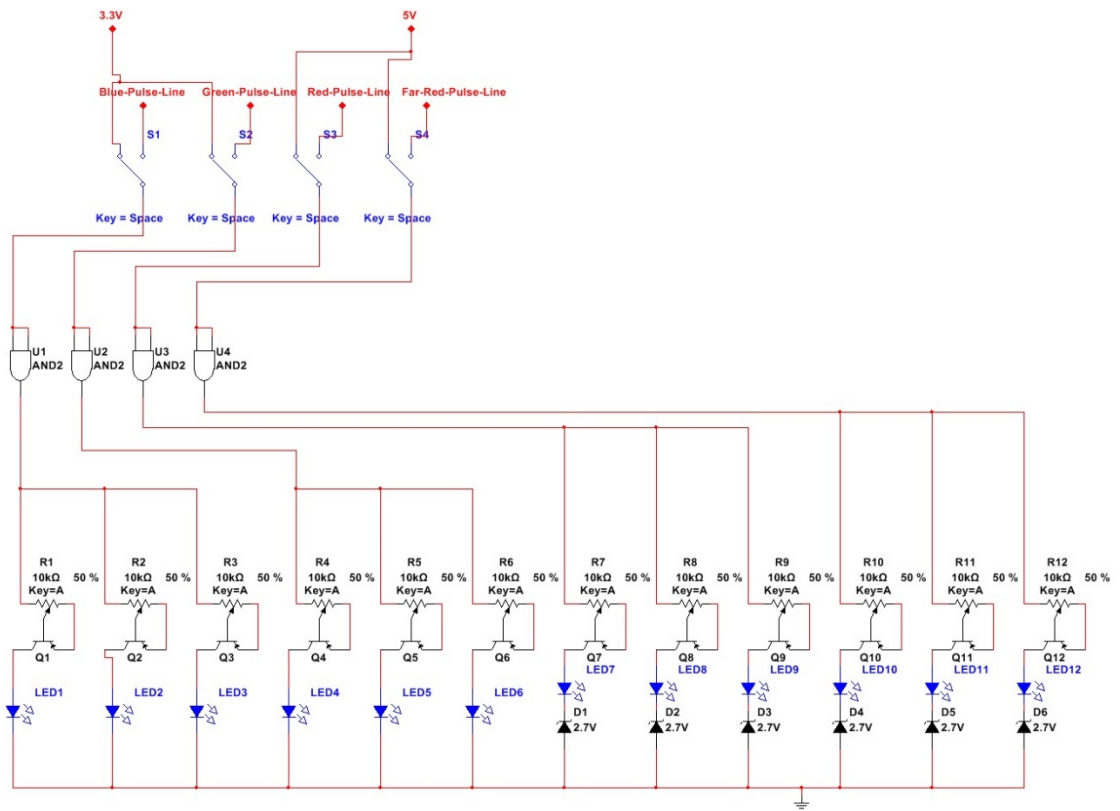 3.3V
5V
Blue-Pulse-Line
Green-Pulse-Line
Red-Pulse-Line
Far-Red-Pulse-Line
S1
S2
S3
S4
Key = Space
Key = Space
Key = Space
Key = Space
U1
AND2
U2
AND2
U3
AND2
U4
AND2
R1
10kΩ 50 %
Key=A
R2
10kΩ 50 %
Key=A
R3
10kΩ 50 %
Key=A
R4
10kΩ 50 %
Key=A
R5
10kΩ 50 %
Key=A
R6
10kΩ 50 %
Key=A
R7
10kΩ 50 %
Key=A
R8
10kΩ 50 %
Key=A
R9
10kΩ 50 %
Key=A
R10
10kΩ 50 %
Key=A
R11
10kΩ 50 %
Key=A
R12
10kΩ 50 %
Key=A
Q1
Q2
Q3
Q4
Q5
Q6
Q7
Q8
Q9
Q10
Q11
Q12
LED1
LED2
LED3
LED4
LED5
LED6
LED7
LED8
LED9
LED10
LED11
LED12
D1
2.7V
D2
2.7V
D3
2.7V
D4
2.7V
D5
2.7V
D6
2.7V